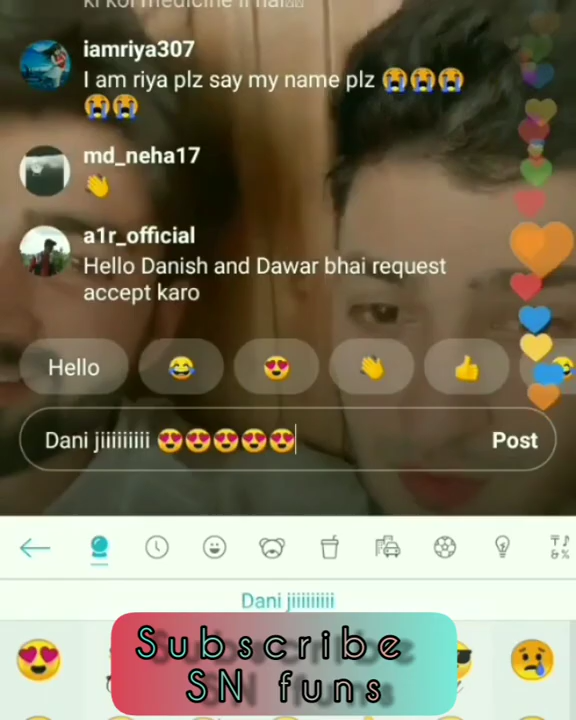 iamriya307
I am riya plz say my name plz 😭😭😭
😭😭
md_neha17
👏
a1r_official
Hello Danish and Dawar bhai request
accept karo
Hello 😂 😍 👏 👍 😂
Dani jiiiiiiiii 😍😍😍😍😍 Post
Dani jiiiiiiiii
Subscribe
SN funs